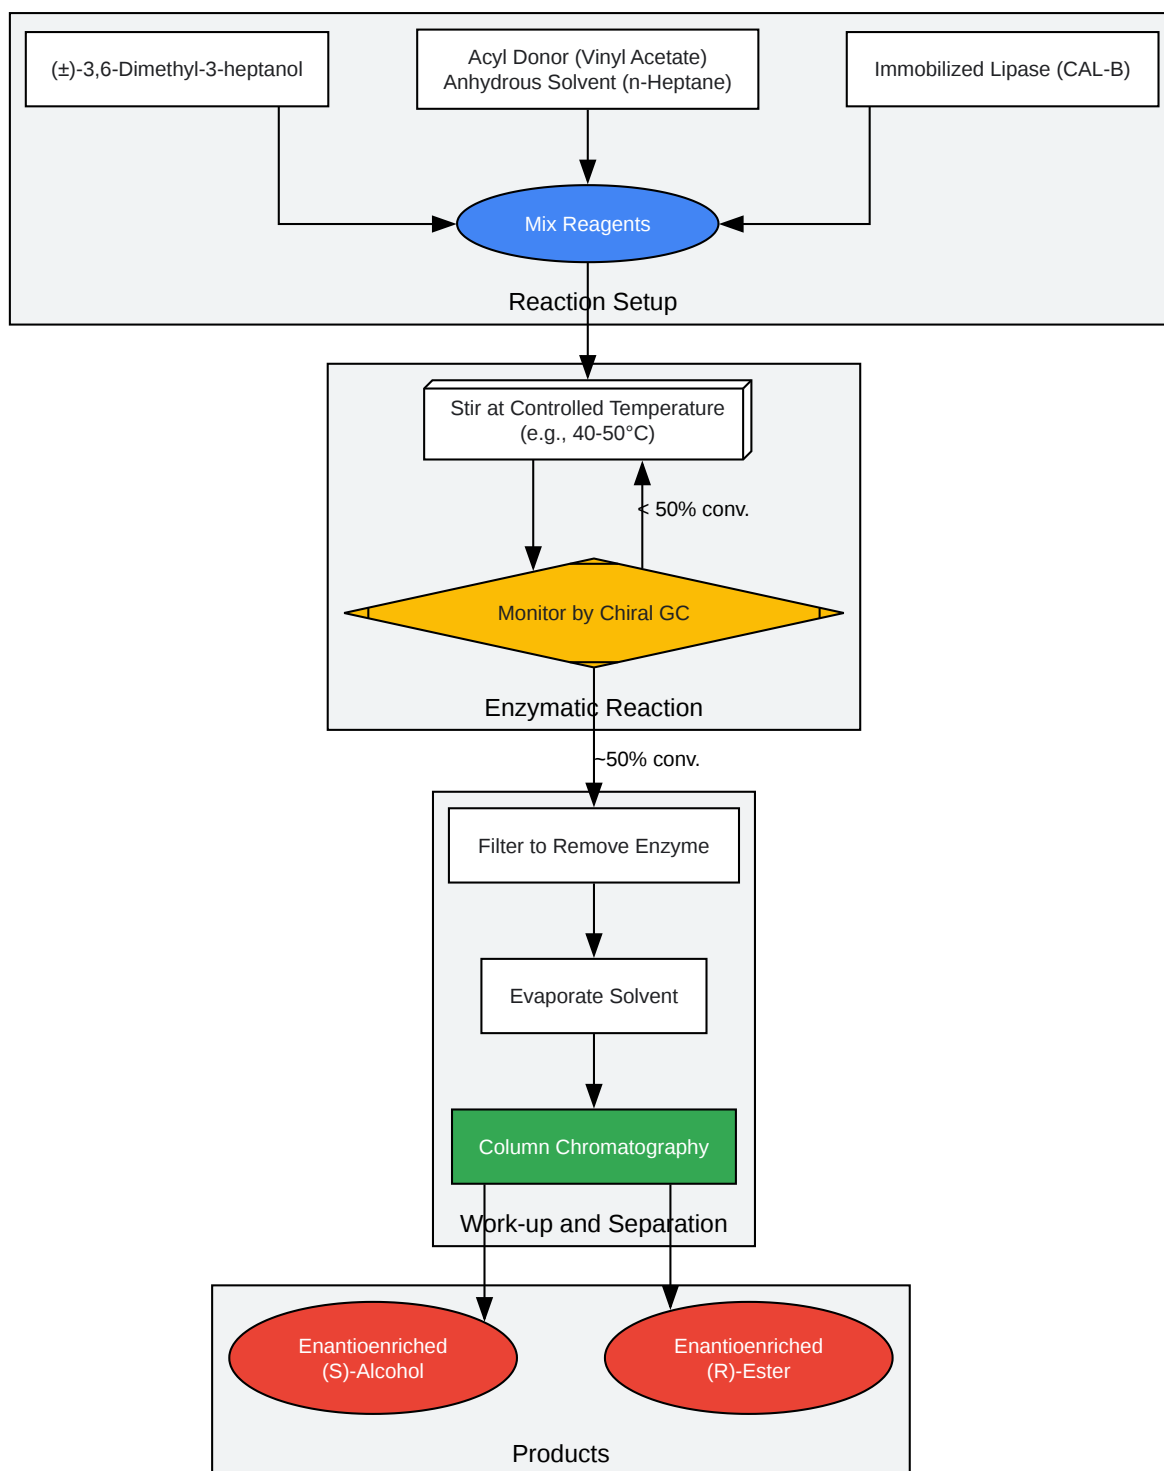 (±)-3,6-Dimethyl-3-heptanol
Acyl Donor (Vinyl Acetate)
Anhydrous Solvent (n-Heptane)
Immobilized Lipase (CAL-B)
Mix Reagents
Reaction Setup
Stir at Controlled Temperature
(e.g., 40-50°C)
< 50% conv.
Monitor by Chiral GC
Enzymatic Reaction
~50% conv.
Filter to Remove Enzyme
Evaporate Solvent
Column Chromatography
Work-up and Separation
Enantioenriched
(S)-Alcohol
Enantioenriched
(R)-Ester
Products